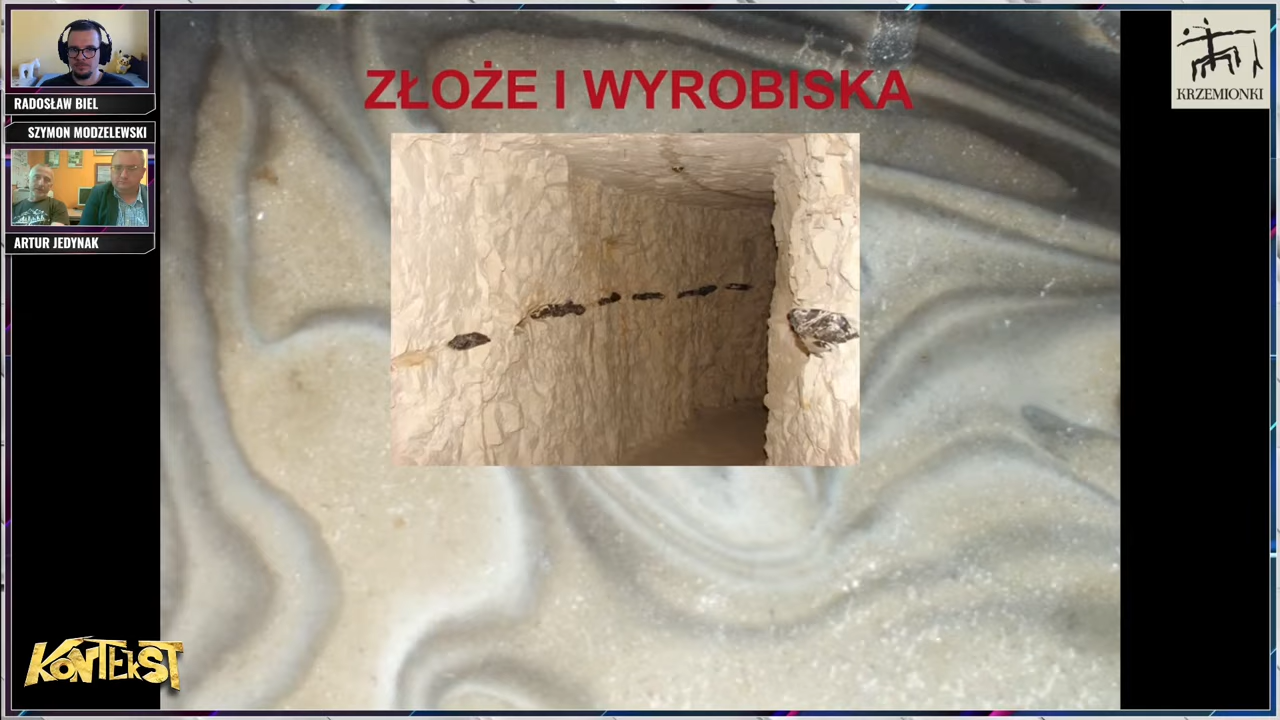 RADOSŁAW BIEL
SZYMON MODZELEWSKI
ARTUR JEDYNAK
ZŁOŻE I WYROBISKA
KRZEMIONKI
KONTEKST